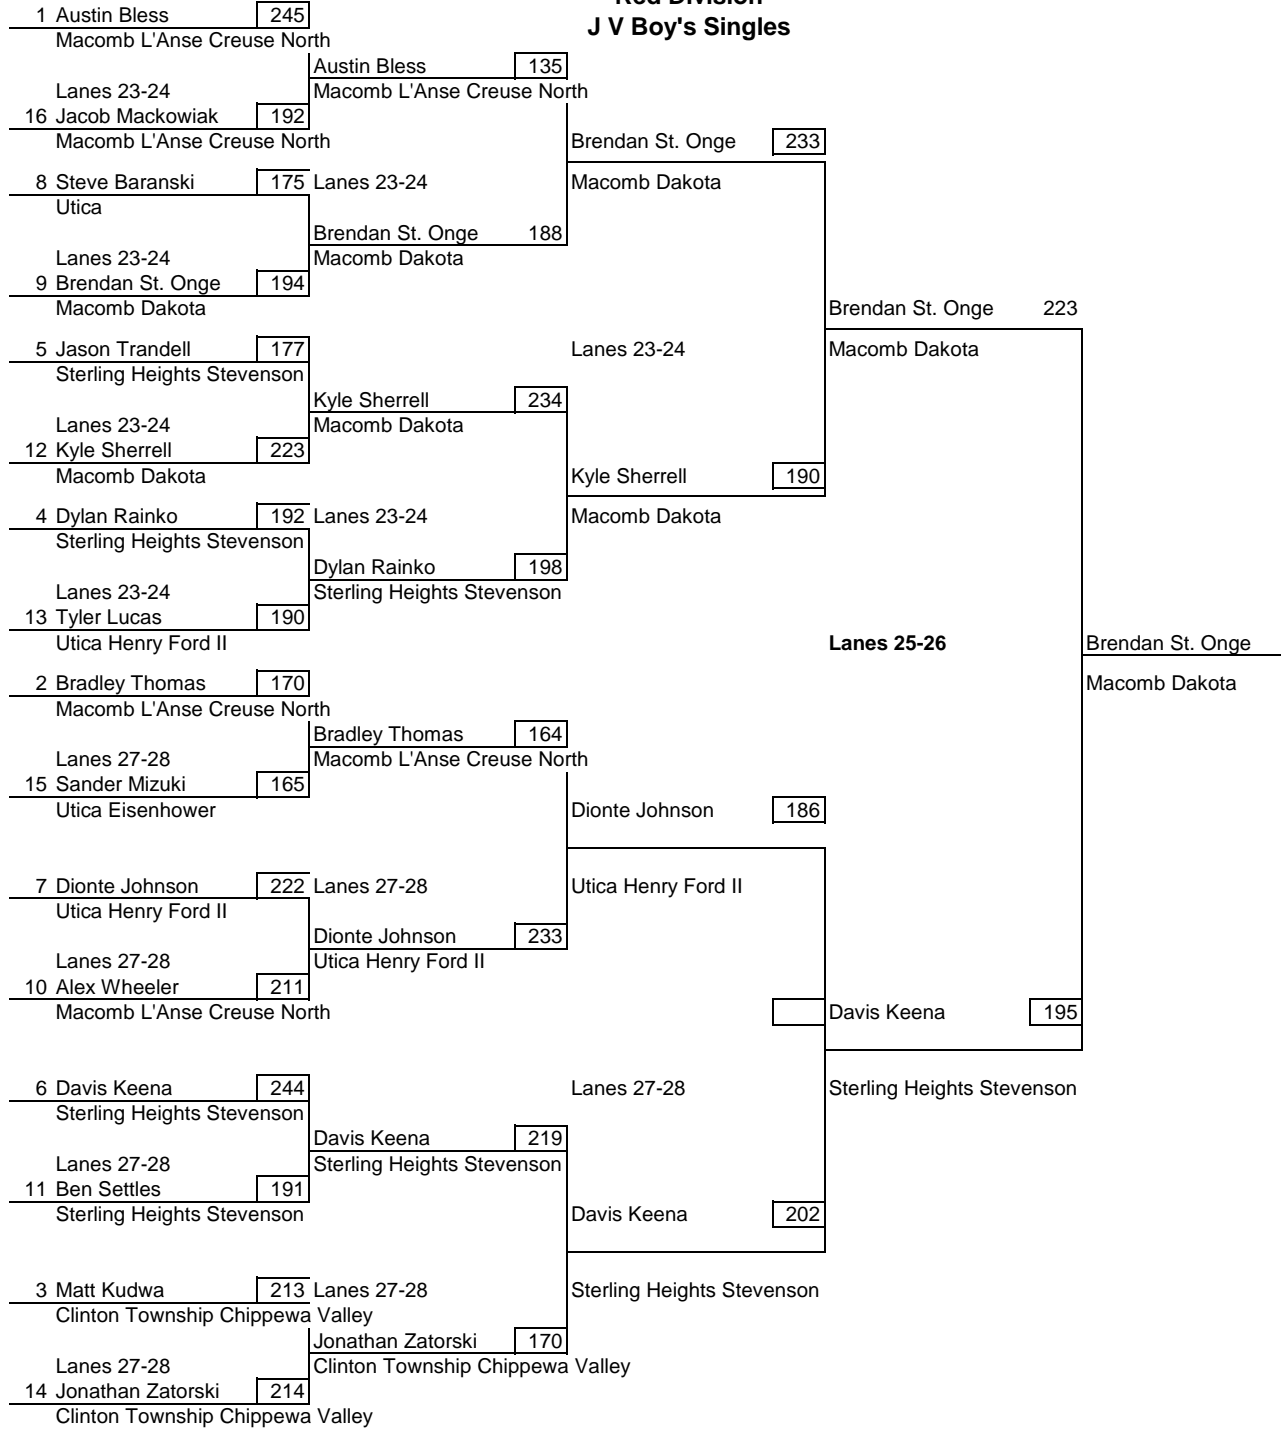 Red Division
J V Boy's Singles
1 Austin Bless 245
Macomb L'Anse Creuse North
Austin Bless 135
Lanes 23-24
Macomb L'Anse Creuse North
16 Jacob Mackowiak 192
Macomb L'Anse Creuse North
Brendan St. Onge 233
8 Steve Baranski 175 Lanes 23-24
Macomb Dakota
Utica
Brendan St. Onge 188
Lanes 23-24
Macomb Dakota
9 Brendan St. Onge 194
Macomb Dakota
Brendan St. Onge 223
5 Jason Trandell 177
Lanes 23-24
Macomb Dakota
Sterling Heights Stevenson
Kyle Sherrell 234
Lanes 23-24
Macomb Dakota
12 Kyle Sherrell 223
Macomb Dakota
Kyle Sherrell 190
4 Dylan Rainko 192 Lanes 23-24
Macomb Dakota
Sterling Heights Stevenson
Dylan Rainko 198
Lanes 23-24
Sterling Heights Stevenson
13 Tyler Lucas 190
Utica Henry Ford II
Lanes 25-26
Brendan St. Onge
2 Bradley Thomas 170
Macomb Dakota
Macomb L'Anse Creuse North
Bradley Thomas 164
Lanes 27-28
Macomb L'Anse Creuse North
15 Sander Mizuki 165
Utica Eisenhower
Dionte Johnson 186
7 Dionte Johnson 222 Lanes 27-28
Utica Henry Ford II
Utica Henry Ford II
Dionte Johnson 233
Lanes 27-28
Utica Henry Ford II
10 Alex Wheeler 211
Macomb L'Anse Creuse North
Davis Keena 195
6 Davis Keena 244
Lanes 27-28
Sterling Heights Stevenson
Sterling Heights Stevenson
Davis Keena 219
Lanes 27-28
Sterling Heights Stevenson
11 Ben Settles 191
Sterling Heights Stevenson
Davis Keena 202
3 Matt Kudwa 213 Lanes 27-28
Sterling Heights Stevenson
Clinton Township Chippewa Valley
Jonathan Zatorski 170
Lanes 27-28
Clinton Township Chippewa Valley
14 Jonathan Zatorski 214
Clinton Township Chippewa Valley